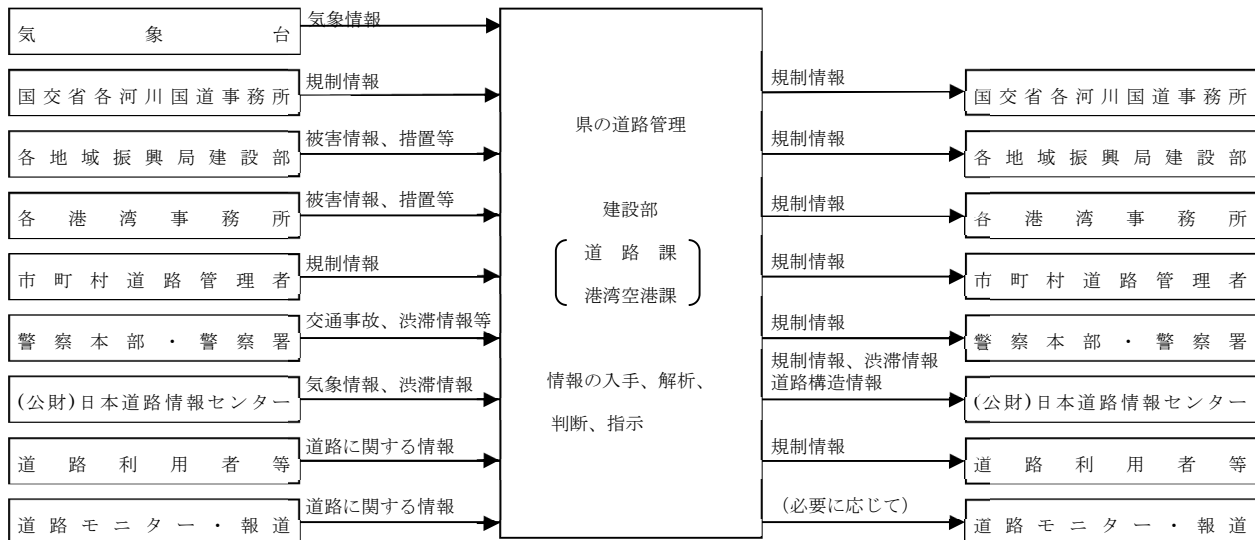 気象台
気象情報
国交省各河川国道事務所
規制情報
各地域振興局建設部
被害情報、措置等
各港湾事務所
被害情報、措置等
市町村道路管理者
規制情報
警察本部・警察署
交通事故、渋滞情報等
(公財)日本道路情報センター
気象情報、渋滞情報
道路利用者等
道路に関する情報
道路モニター・報道
道路に関する情報
県の道路管理
建設部
道路課
港湾空港課
情報の入手、解析、
判断、指示
規制情報
国交省各河川国道事務所
規制情報
各地域振興局建設部
規制情報
各港湾事務所
規制情報
市町村道路管理者
規制情報
警察本部・警察署
規制情報、渋滞情報
道路構造情報
(公財)日本道路情報センター
規制情報
道路利用者等
(必要に応じて)
道路モニター・報道